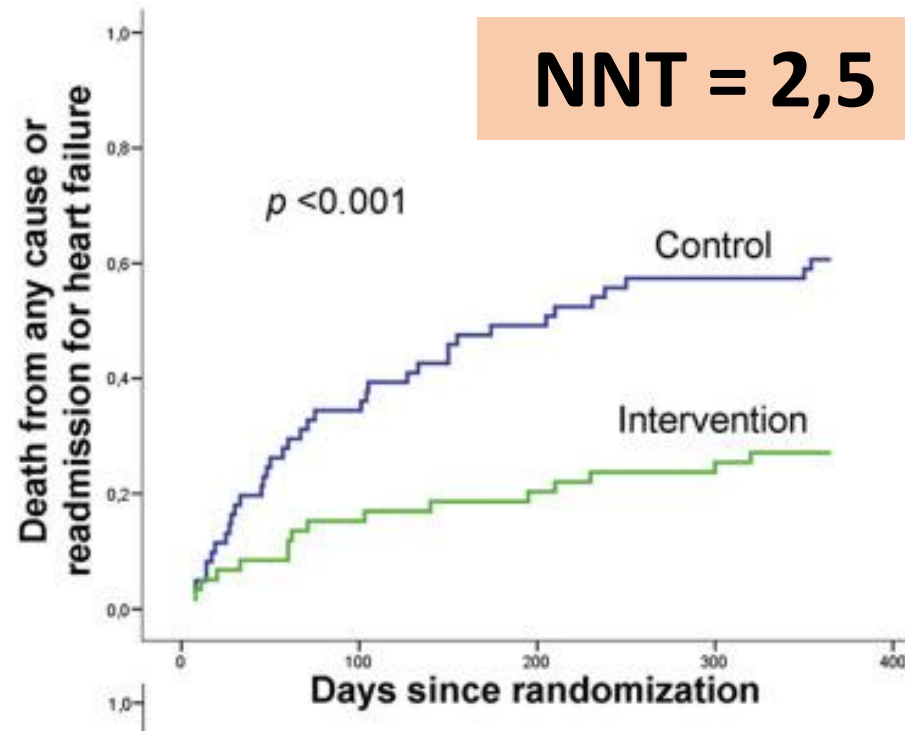 NNT = 2,5
Death from any cause or
readmission for heart failure
1,0
0,8
0,6
0,4
0,2
0,0
p <0.001
Control
Intervention
0
100
200
300
400
Days since randomization
1,0